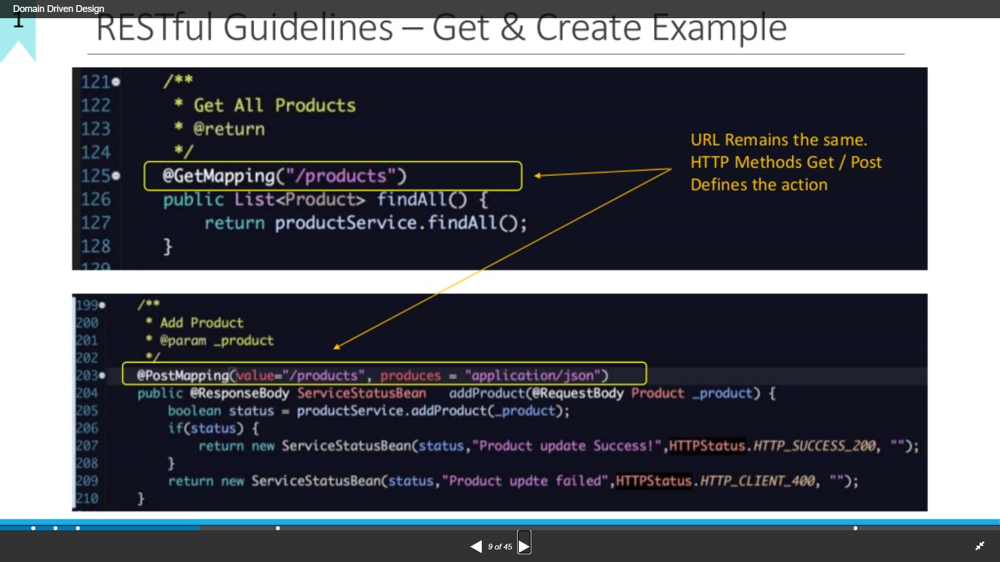 Domain Driven Design
1
RESTful Guidelines – Get & Create Example
121 /**
122 * Get All Products
123 * @return
124 */
125 @GetMapping("/products")
126 public List<Product> findAll() {
127 return productService.findAll();
128 }
129
URL Remains the same.
HTTP Methods Get / Post
Defines the action
199 /**
200 * Add Product
201 * @param _product
202 */
203 @PostMapping(value="/products", produces = "application/json")
204 public @ResponseBody ServiceStatusBean addProduct(@RequestBody Product _product) {
205 boolean status = productService.addProduct(_product);
206 if(status) {
207 return new ServiceStatusBean(status,"Product update Success!",HTTPStatus.HTTP_SUCCESS_200, "");
208 }
209 return new ServiceStatusBean(status,"Product updte failed",HTTPStatus.HTTP_CLIENT_400, "");
210 }
9 of 45